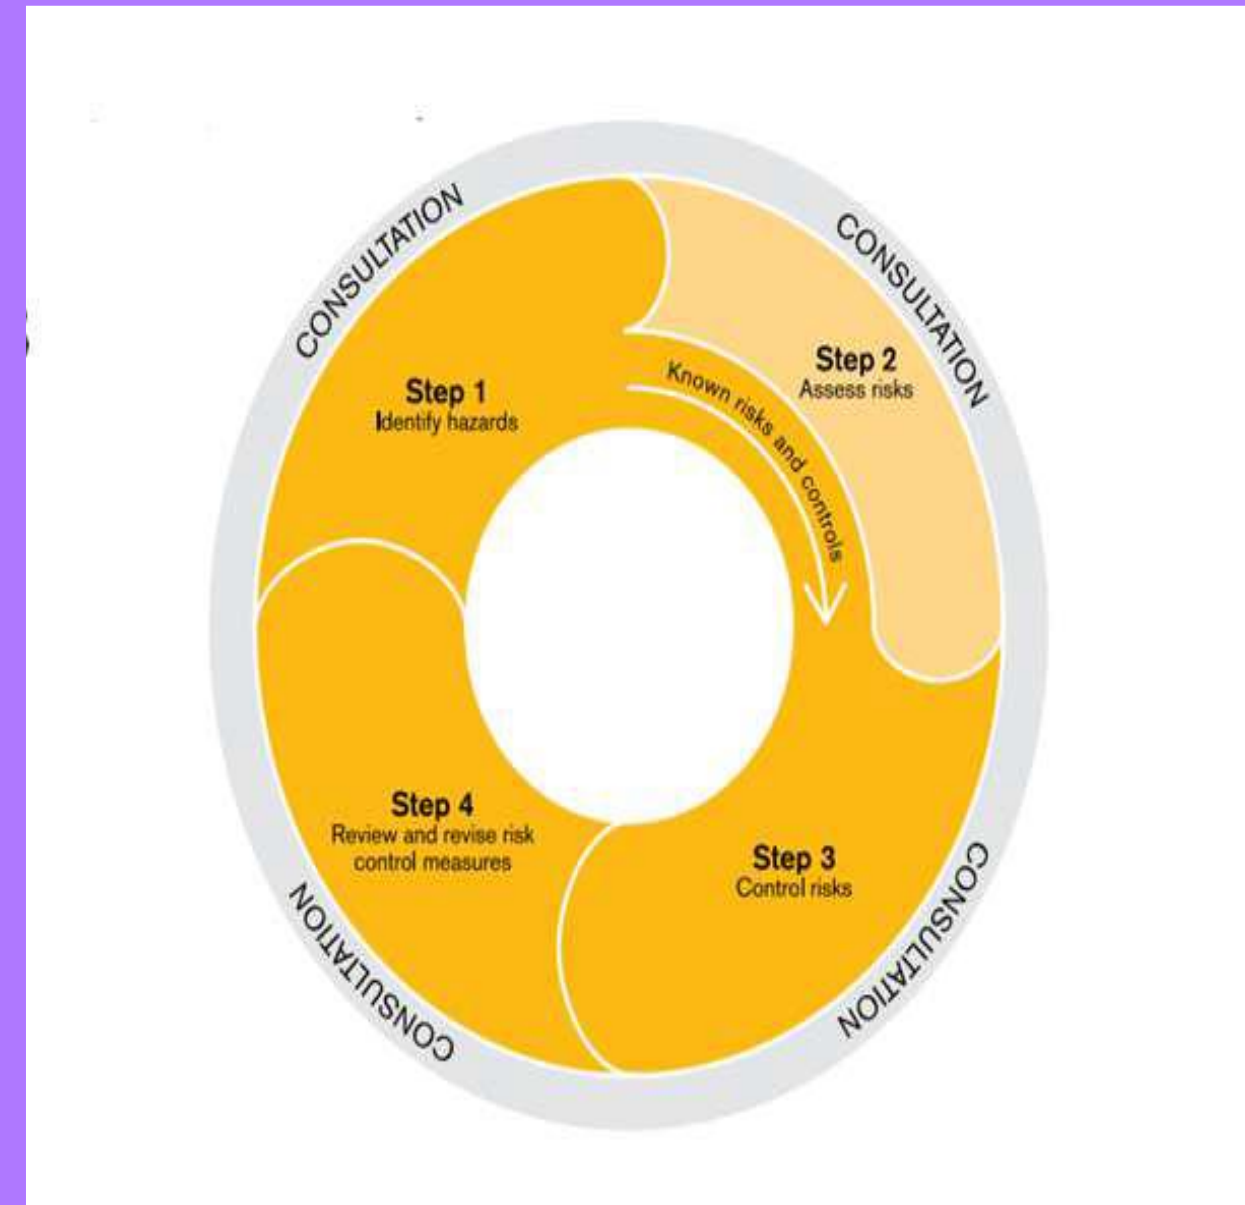 CONSULTATION
CONSULTATION
Step 1
Identify hazards
Step 2
Assess risks
Known risks and controls
Step 4
Review and revise risk
control measures
Step 3
Control risks
CONSULTATION
CONSULTATION